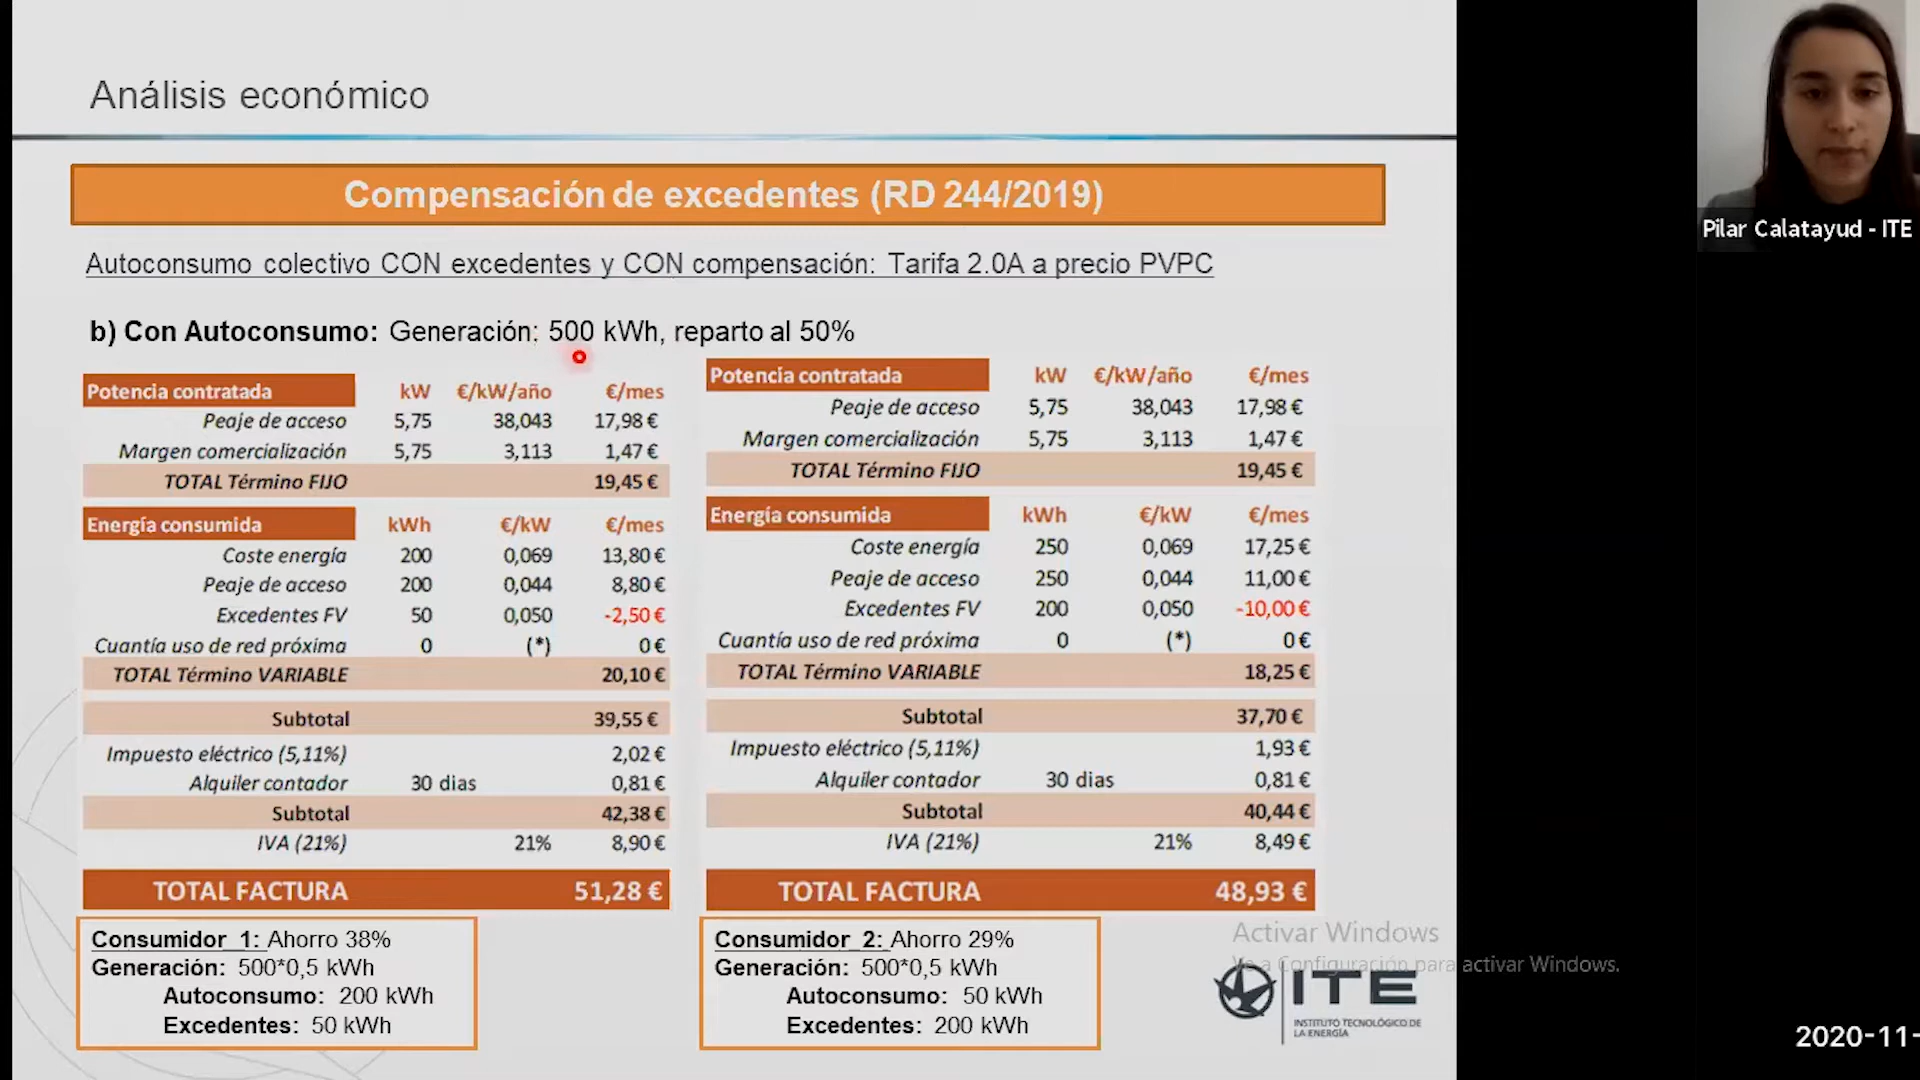 Análisis económico
Compensación de excedentes (RD 244/2019)
Autoconsumo colectivo CON excedentes y CON compensación: Tarifa 2.0A a precio PVPC
b) Con Autoconsumo: Generación: 500 kWh, reparto al 50%
Potencia contratada kW €/kW/año €/mes
Peaje de acceso 5,75 38,043 17,98 €
Margen comercialización 5,75 3,113 1,47 €
TOTAL Término FIJO 19,45 €
Energía consumida kWh €/kW €/mes
Coste energía 200 0,069 13,80 €
Peaje de acceso 200 0,044 8,80 €
Excedentes FV 50 0,050 -2,50 €
Cuantía uso de red próxima 0 (*) 0 €
TOTAL Término VARIABLE 20,10 €
Subtotal 39,55 €
Impuesto eléctrico (5,11%) 2,02 €
Alquiler contador 30 dias 0,81 €
Subtotal 42,38 €
IVA (21%) 21% 8,90 €
TOTAL FACTURA 51,28 €
Consumidor_1: Ahorro 38%
Generación: 500*0,5 kWh
Autoconsumo: 200 kWh
Excedentes: 50 kWh
Potencia contratada kW €/kW/año €/mes
Peaje de acceso 5,75 38,043 17,98 €
Margen comercialización 5,75 3,113 1,47 €
TOTAL Término FIJO 19,45 €
Energía consumida kWh €/kW €/mes
Coste energía 250 0,069 17,25 €
Peaje de acceso 250 0,044 11,00 €
Excedentes FV 200 0,050 -10,00 €
Cuantía uso de red próxima 0 (*) 0 €
TOTAL Término VARIABLE 18,25 €
Subtotal 37,70 €
Impuesto eléctrico (5,11%) 1,93 €
Alquiler contador 30 dias 0,81 €
Subtotal 40,44 €
IVA (21%) 21% 8,49 €
TOTAL FACTURA 48,93 €
Consumidor_2: Ahorro 29%
Generación: 500*0,5 kWh
Autoconsumo: 50 kWh
Excedentes: 200 kWh
Activar Windows
Ve a Configuración para activar Windows.
ITE
INSTITUTO TECNOLÓGICO DE
LA ENERGÍA
Pilar Calatayud - ITE
2020-11-